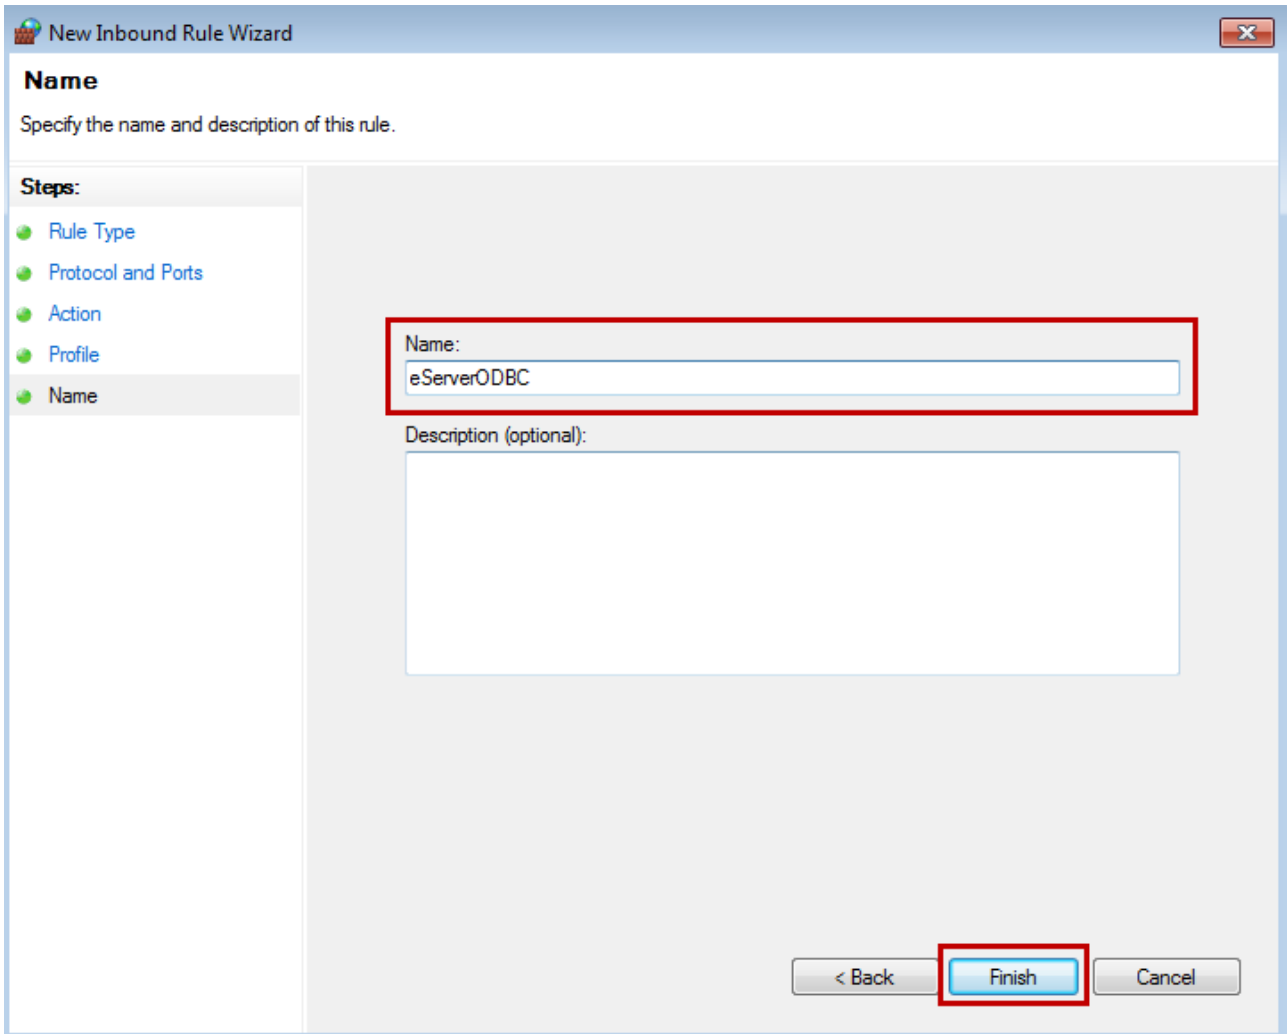 New Inbound Rule Wizard
Name
Specify the name and description of this rule.
Steps:
Rule Type
Protocol and Ports
Action
Profile
Name
Name:
eServerODBC
Description (optional):
< Back
Finish
Cancel